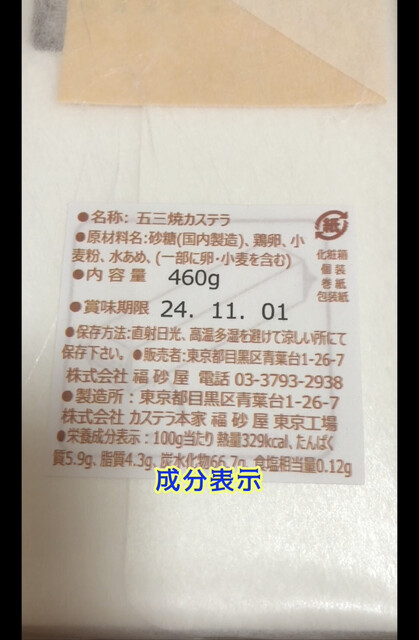 ●名称: 五三焼カステラ
●原材料名:砂糖(国内製造)、鶏卵、小
麦粉、水あめ、(一部に卵・小麦を含む)
●内 容 量 460g
●賞味期限 24. 11. 01
●保存方法:直射日光、高温多湿を避けて涼しい所にて
保存下さい。●販売者:東京都目黒区青葉台1-26-7
株式会社 福 砂 屋 電話 03-3793-2938
●製造所:東京都目黒区青葉台1-26-7
株式会社 カステラ本家 福 砂 屋 東京工場
●栄養成分表示:100g当たり 熱量329kcal、たんぱく
質5.9g、脂質4.3g、炭水化物66.7g、食塩相当量0.12g
紙
化粧箱
個 装
巻 紙
包装紙
成分表示